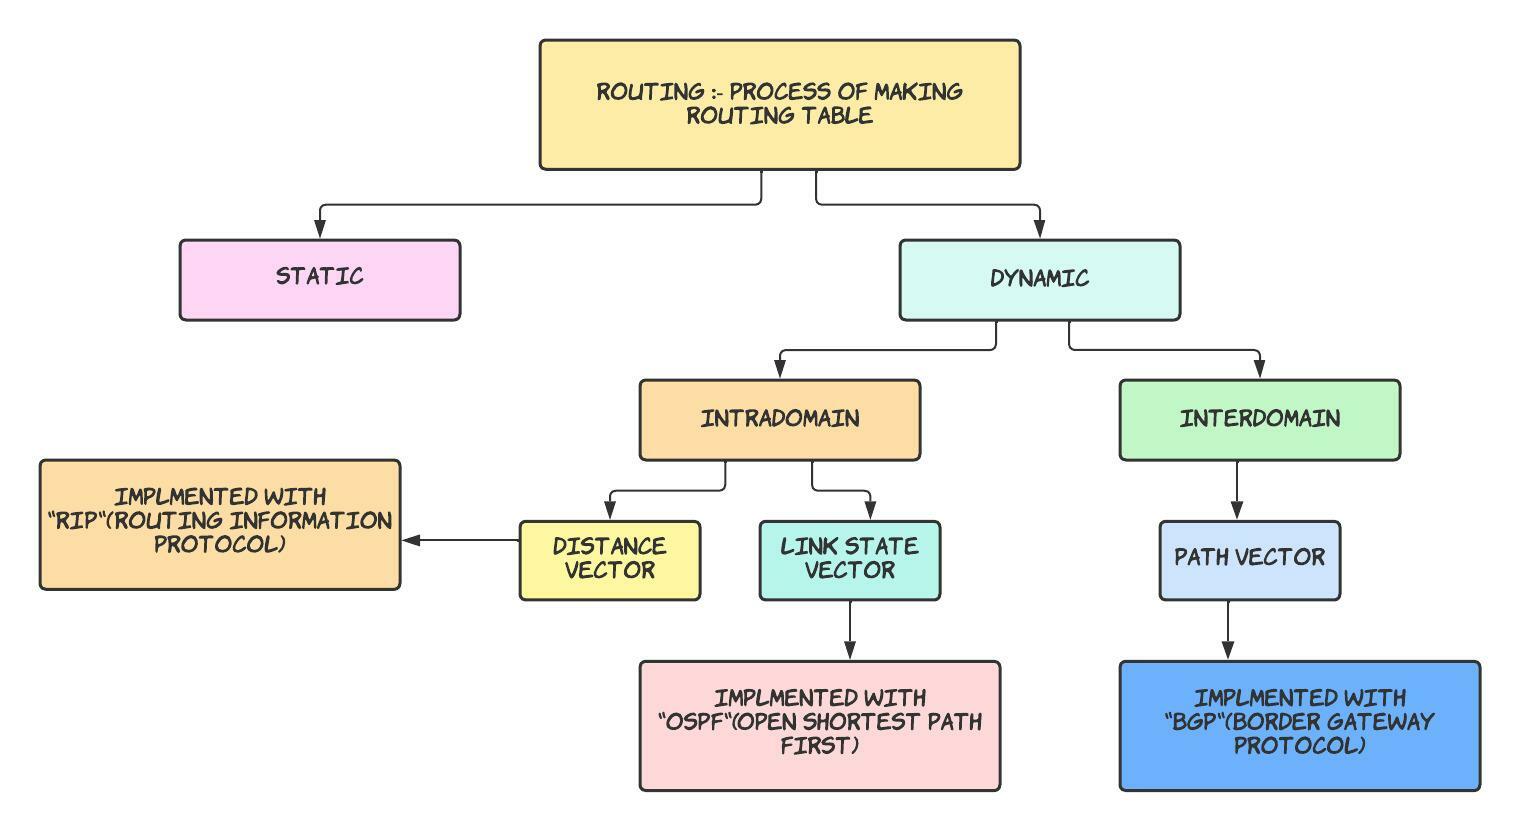 ROUTING :- PROCESS OF MAKING
ROUTING TABLE
STATIC
DYNAMIC
INTRADOMAIN
INTERDOMAIN
IMPLMENTED WITH
"RIP"(ROUTING INFORMATION
PROTOCOL)
DISTANCE
VECTOR
LINK STATE
VECTOR
PATH VECTOR
IMPLMENTED WITH
"OSPF"(OPEN SHORTEST PATH
FIRST)
IMPLMENTED WITH
"BGP"(BORDER GATEWAY
PROTOCOL)